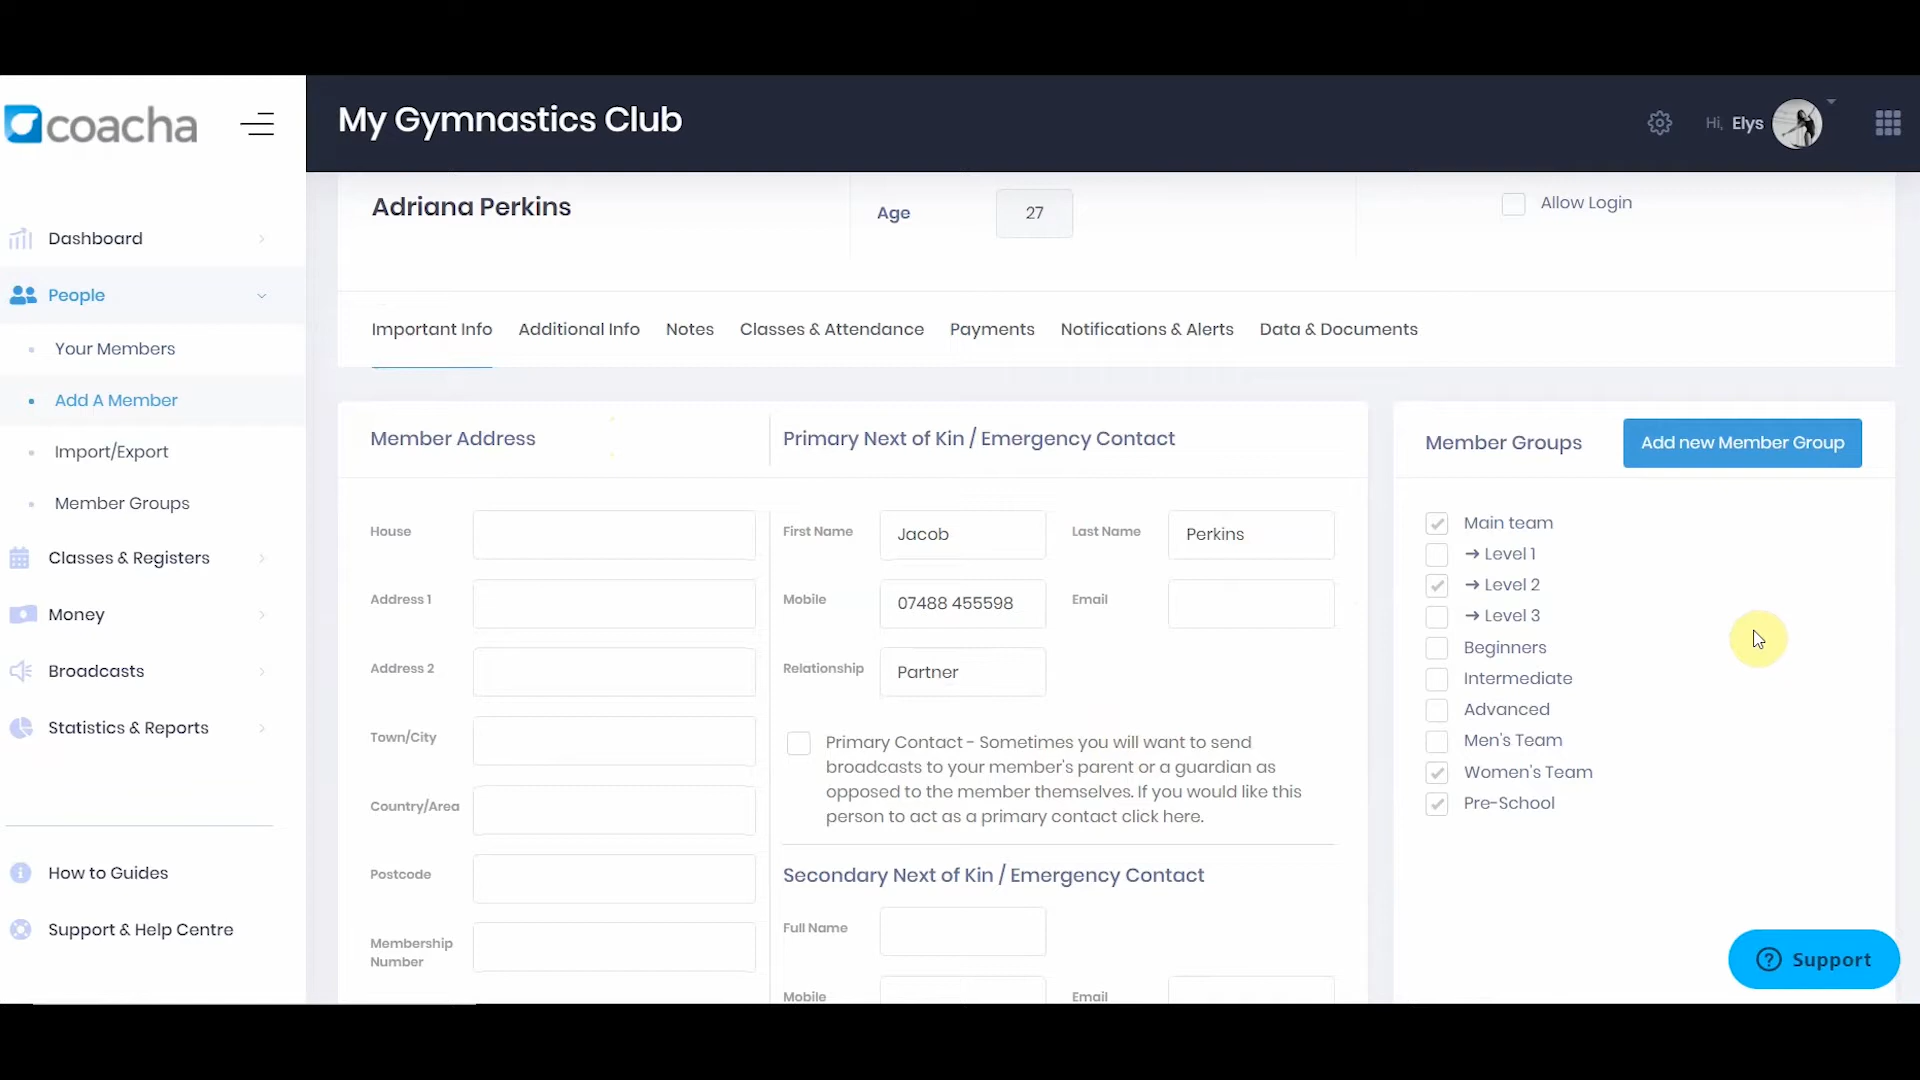 coacha
My Gymnastics Club
Hi, Elys
Dashboard
People
Your Members
Add A Member
Import/Export
Member Groups
Classes & Registers
Money
Broadcasts
Statistics & Reports
How to Guides
Support & Help Centre
Adriana Perkins
Age
27
Allow Login
Important Info
Additional Info
Notes
Classes & Attendance
Payments
Notifications & Alerts
Data & Documents
Member Address
House
Address 1
Address 2
Town/City
Country/Area
Postcode
Membership
Number
Primary Next of Kin / Emergency Contact
First Name
Jacob
Last Name
Perkins
Mobile
07488 455598
Email
Relationship
Partner
Primary Contact - Sometimes you will want to send
broadcasts to your member's parent or a guardian as
opposed to the member themselves. If you would like this
person to act as a primary contact click here.
Secondary Next of Kin / Emergency Contact
Full Name
Mobile
Email
Member Groups
Add new Member Group
Main team
→ Level 1
→ Level 2
→ Level 3
Beginners
Intermediate
Advanced
Men's Team
Women's Team
Pre-School
Support